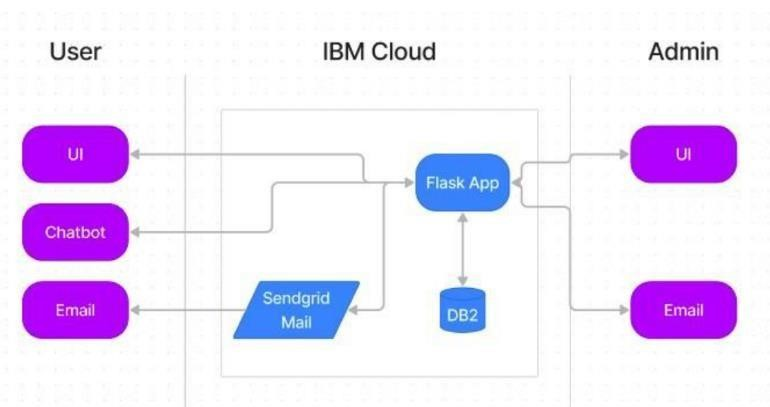 User
IBM Cloud
Admin
UI
Flask App
UI
Chatbot
Sendgrid
Mail
Email
DB2
Email